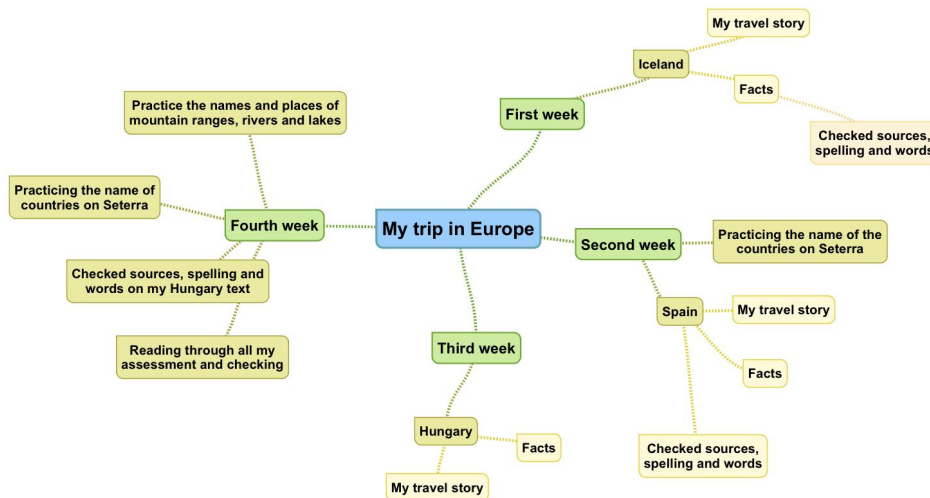 My trip in Europe
First week
Iceland
My travel story
Facts
Checked sources,
spelling and words
Second week
Practicing the name of the
countries on Seterra
Spain
My travel story
Facts
Checked sources,
spelling and words
Third week
Hungary
Facts
My travel story
Fourth week
Practice the names and places of
mountain ranges, rivers and lakes
Practicing the name of
countries on Seterra
Checked sources, spelling and
words on my Hungary text
Reading through all my
assessment and checking